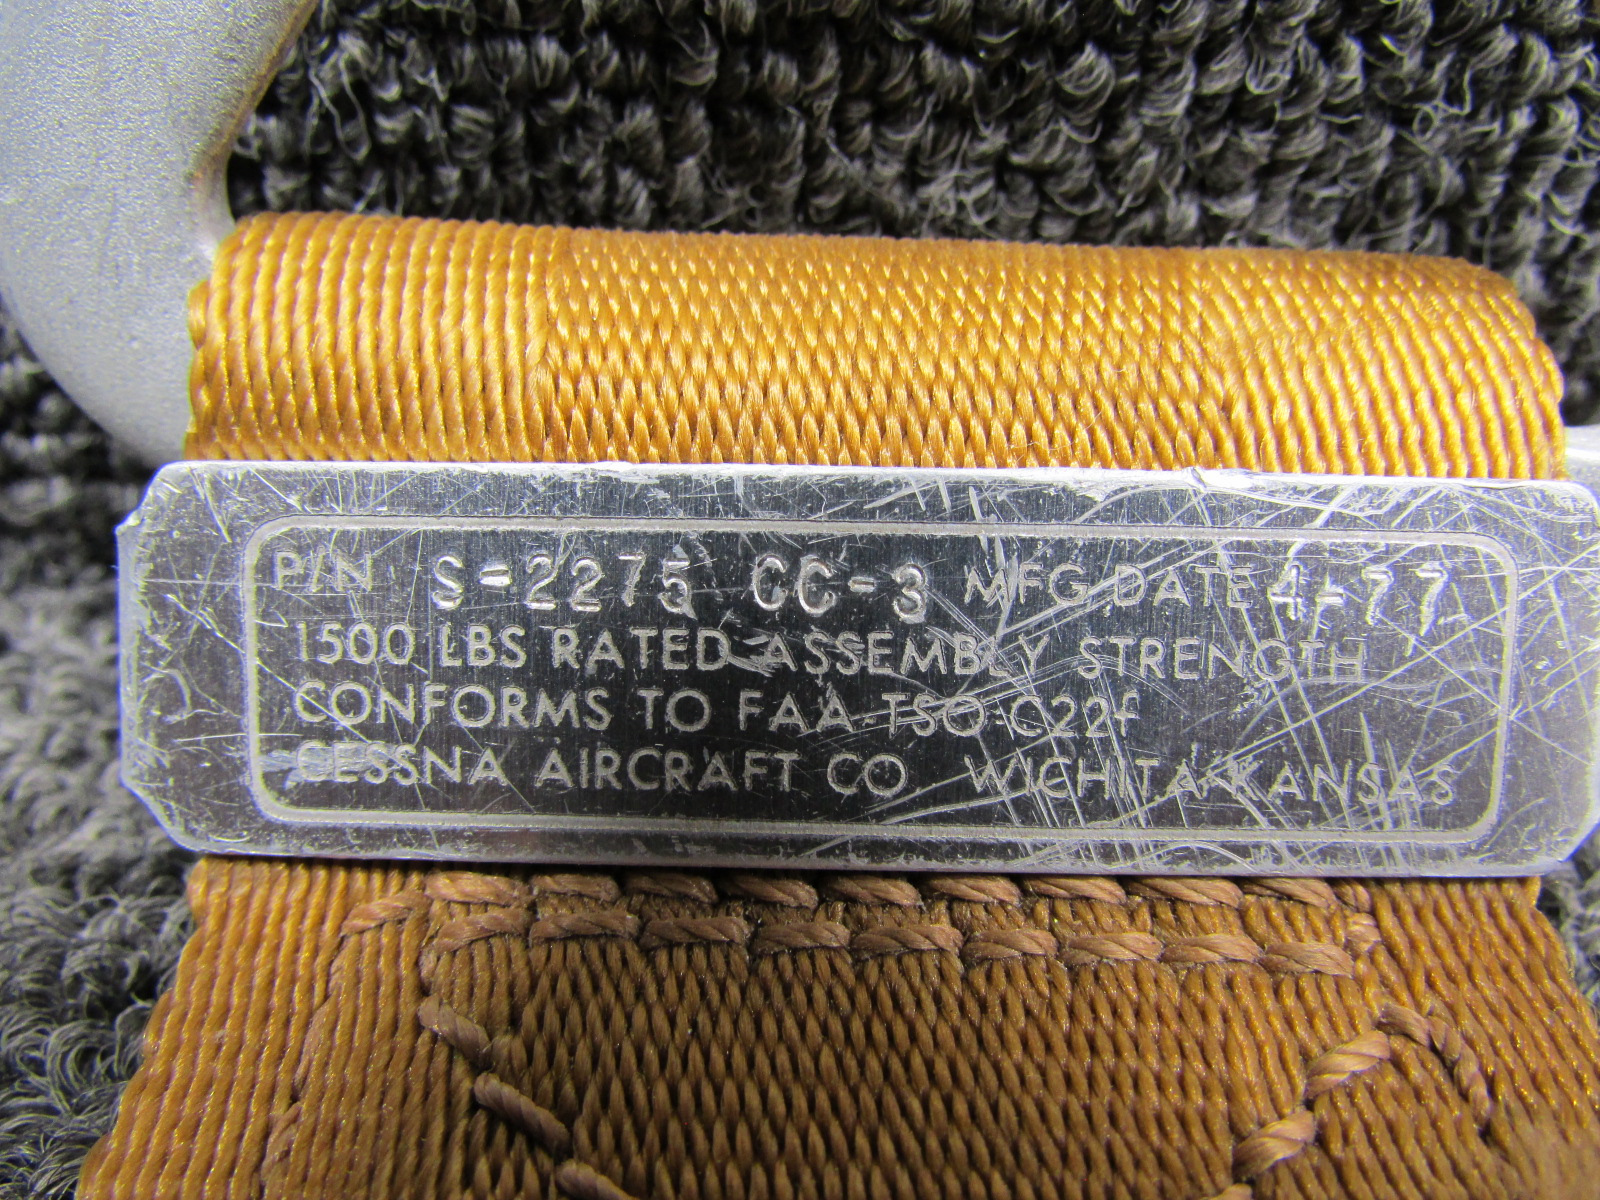 P/N S-2275 CC-3 MFG DATE 4-77
1500 LBS RATED ASSEMBLY STRENGTH
CONFORMS TO FAA-TSO-C22f
CESSNA AIRCRAFT CO. WICHITA KANSAS